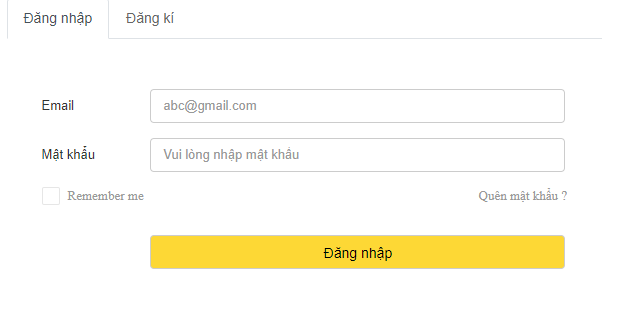 Đăng nhập Đăng kí
Email abc@gmail.com
Mật khẩu Vui lòng nhập mật khẩu
Remember me Quên mật khẩu ?
Đăng nhập